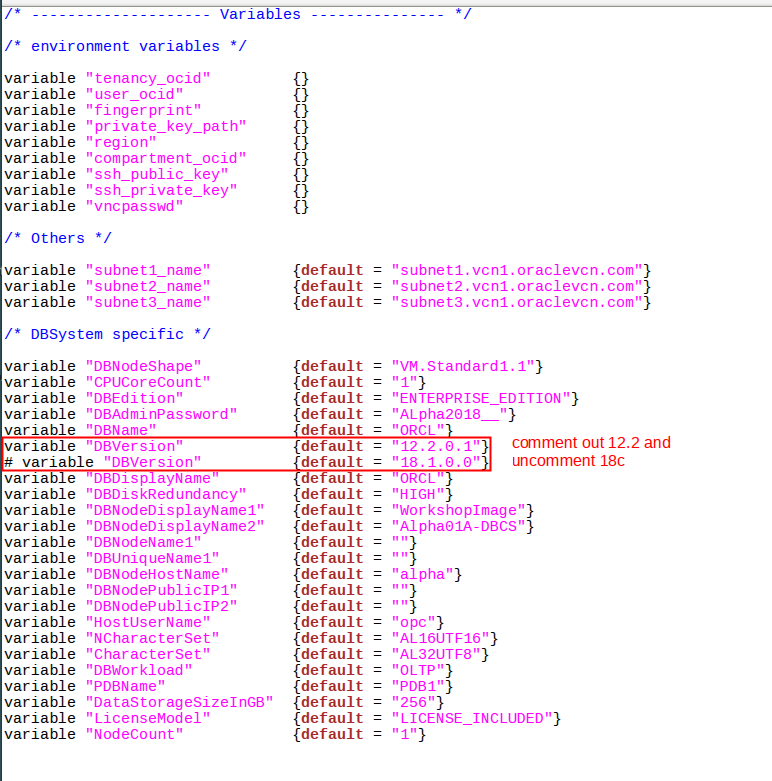 /* -------------------- Variables --------------- */
/* environment variables */
variable "tenancy_ocid" {}
variable "user_ocid" {}
variable "fingerprint" {}
variable "private_key_path" {}
variable "region" {}
variable "compartment_ocid" {}
variable "ssh_public_key" {}
variable "ssh_private_key" {}
variable "vncpasswd" {}
/* Others */
variable "subnet1_name" {default = "subnet1.vcn1.oraclevcn.com"}
variable "subnet2_name" {default = "subnet2.vcn1.oraclevcn.com"}
variable "subnet3_name" {default = "subnet3.vcn1.oraclevcn.com"}
/* DBSystem specific */
variable "DBNodeShape" {default = "VM.Standard1.1"}
variable "CPUCoreCount" {default = "1"}
variable "DBEdition" {default = "ENTERPRISE_EDITION"}
variable "DBAdminPassword" {default = "ALpha2018__"}
variable "DBName" {default = "ORCL"}
variable "DBVersion" {default = "12.2.0.1"}
# variable "DBVersion" {default = "18.1.0.0"}
comment out 12.2 and
uncomment 18c
variable "DBDisplayName" {default = "ORCL"}
variable "DBDiskRedundancy" {default = "HIGH"}
variable "DBNodeDisplayName1" {default = "WorkshopImage"}
variable "DBNodeDisplayName2" {default = "Alpha01A-DBCS"}
variable "DBNodeName1" {default = ""}
variable "DBUniqueName1" {default = ""}
variable "DBNodeHostName" {default = "alpha"}
variable "DBNodePublicIP1" {default = ""}
variable "DBNodePublicIP2" {default = ""}
variable "HostUserName" {default = "opc"}
variable "NCharacterSet" {default = "AL16UTF16"}
variable "CharacterSet" {default = "AL32UTF8"}
variable "DBWorkload" {default = "OLTP"}
variable "PDBName" {default = "PDB1"}
variable "DataStorageSizeInGB" {default = "256"}
variable "LicenseModel" {default = "LICENSE_INCLUDED"}
variable "NodeCount" {default = "1"}